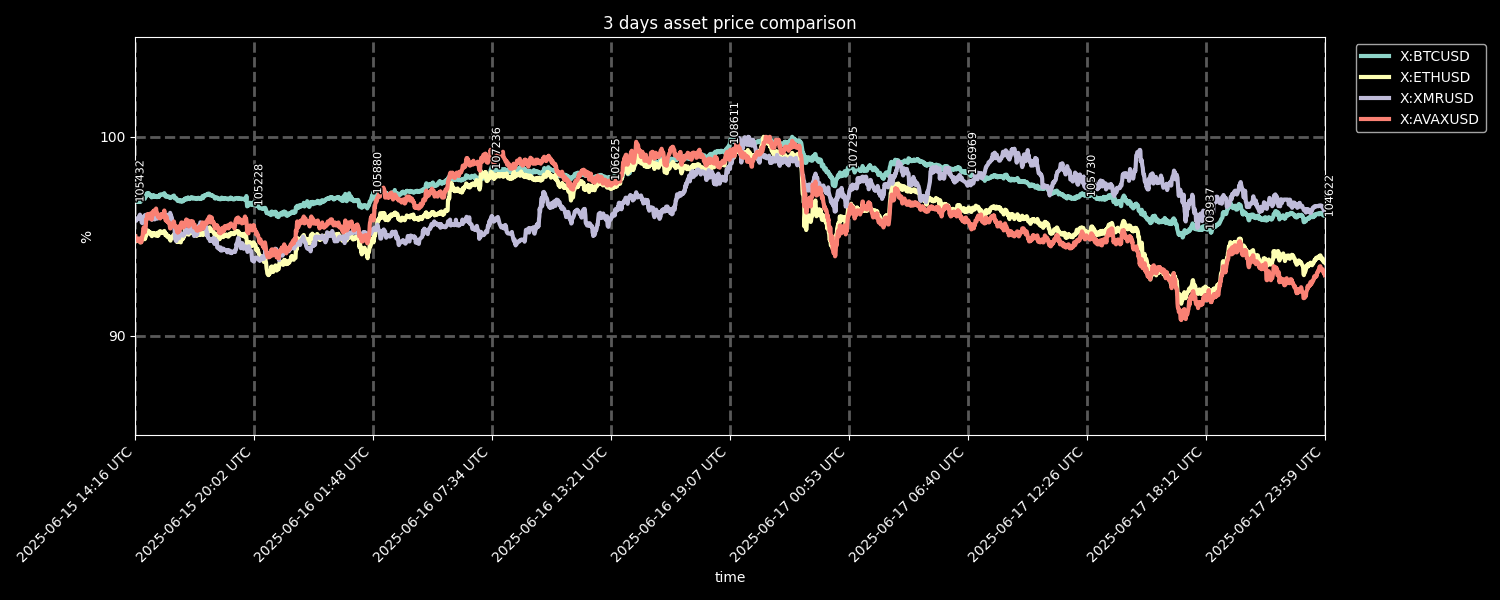 3 days asset price comparison
X:BTCUSD
X:ETHUSD
X:XMRUSD
X:AVAXUSD
100
90
%
105432
105228
105880
107236
106625
108611
107295
106969
105730
103937
104622
2025-06-15 14:16 UTC
2025-06-15 20:02 UTC
2025-06-16 01:48 UTC
2025-06-16 07:34 UTC
2025-06-16 13:21 UTC
2025-06-16 19:07 UTC
2025-06-17 00:53 UTC
2025-06-17 06:40 UTC
2025-06-17 12:26 UTC
2025-06-17 18:12 UTC
2025-06-17 23:59 UTC
time